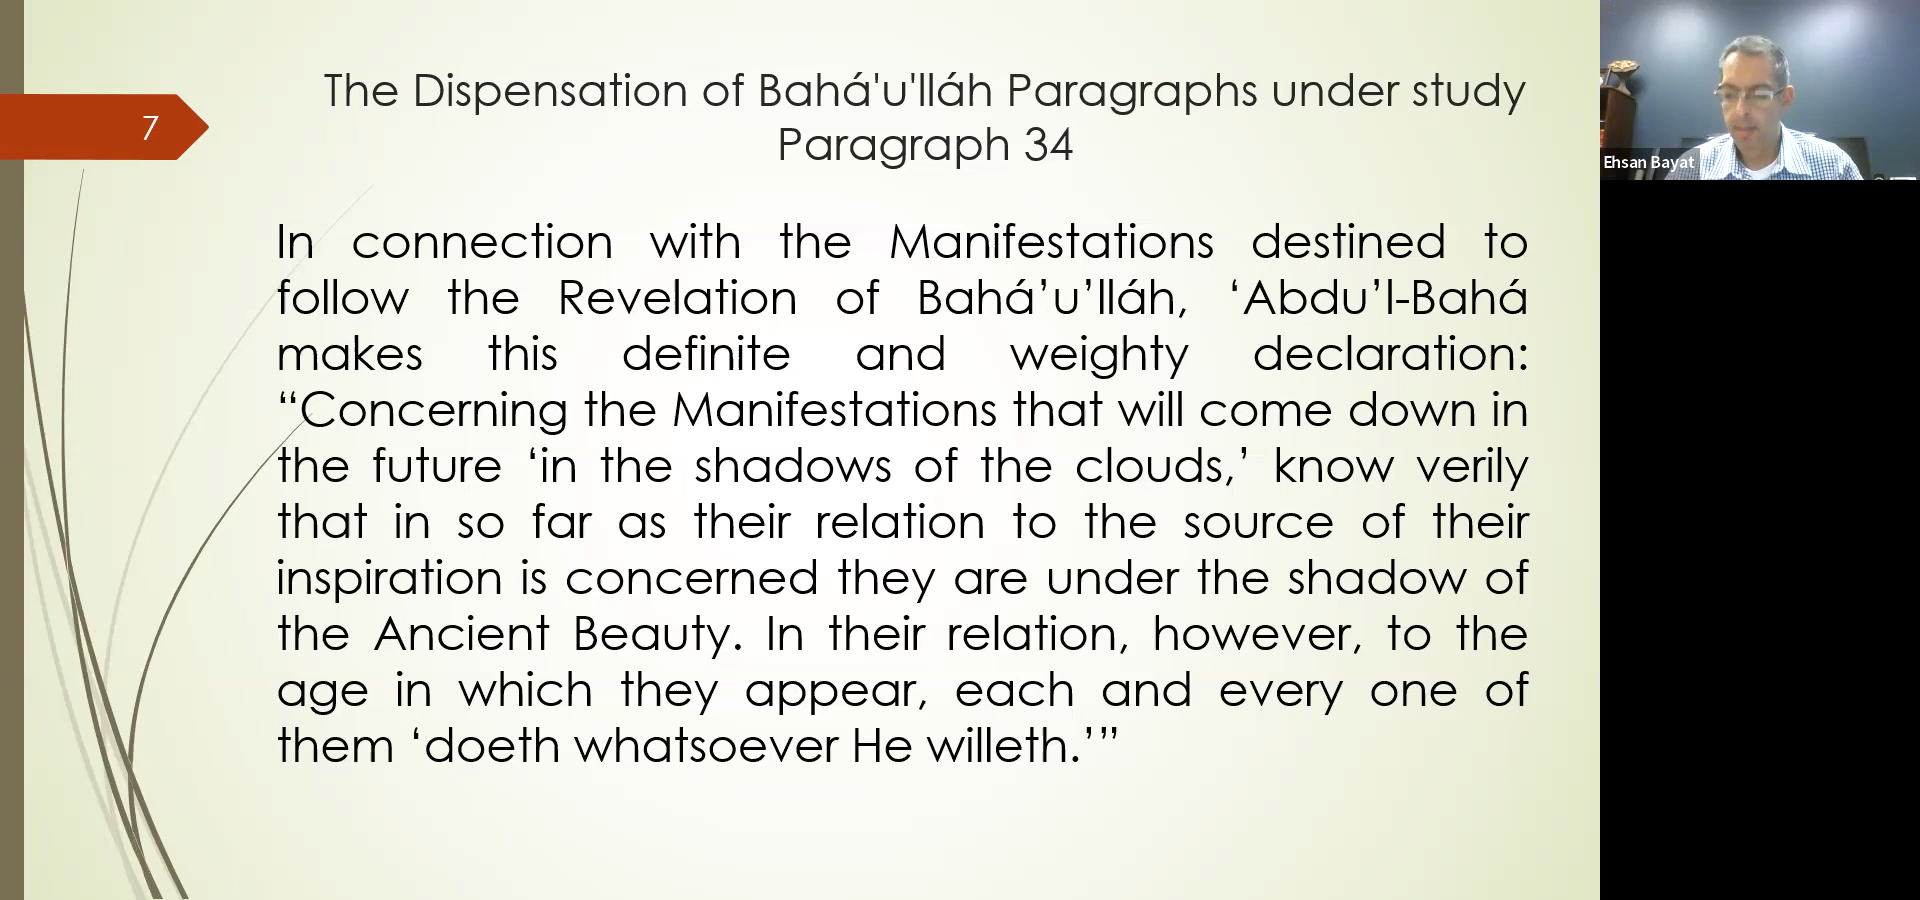 The Dispensation of Bahá'u'lláh Paragraphs under study
Paragraph 34
7
In connection with the Manifestations destined to
follow the Revelation of Bahá’u’lláh, ‘Abdu’l-Bahá
makes this definite and weighty declaration:
“Concerning the Manifestations that will come down in
the future ‘in the shadows of the clouds,’ know verily
that in so far as their relation to the source of their
inspiration is concerned they are under the shadow of
the Ancient Beauty. In their relation, however, to the
age in which they appear, each and every one of
them ‘doeth whatsoever He willeth.’”
Ehsan Bayat